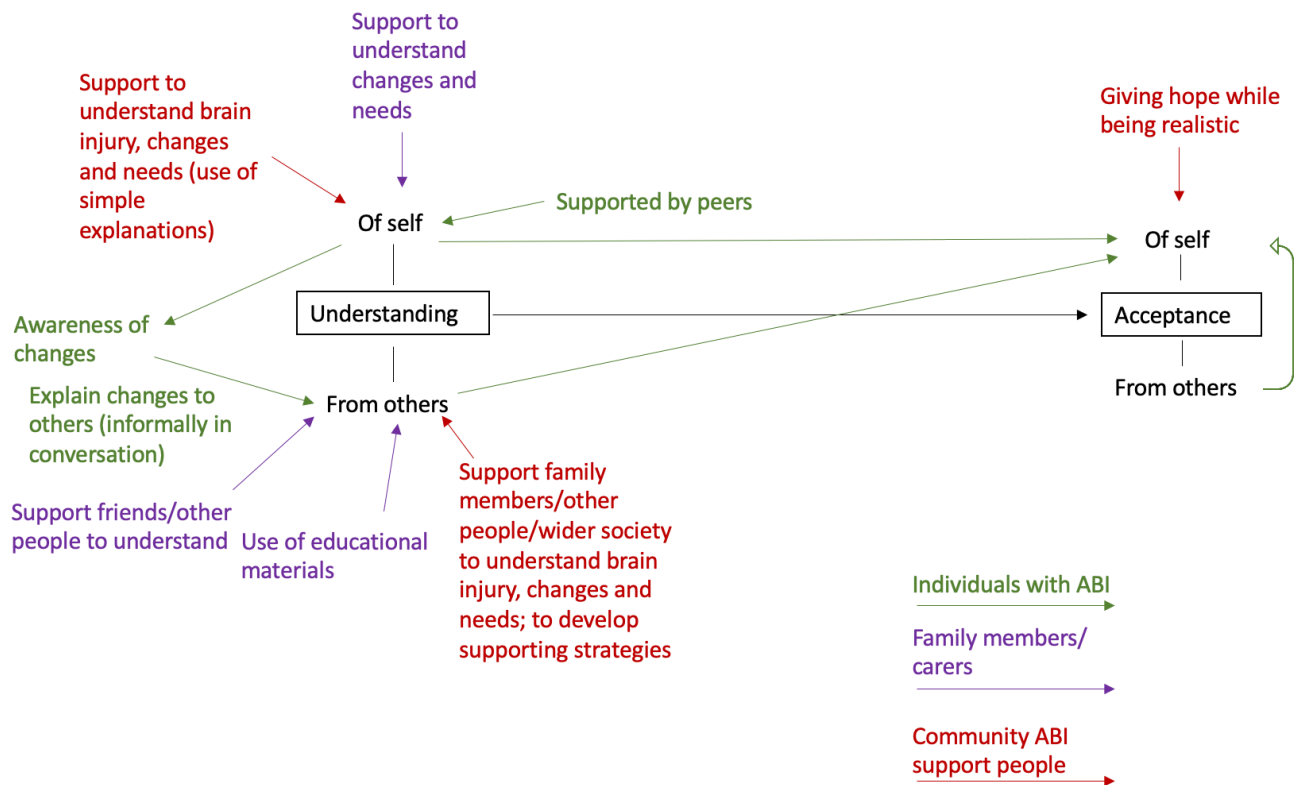 Support to
understand
changes and
needs
Support to
understand brain
injury, changes
and needs (use of
simple
explanations)
Giving hope while
being realistic
Supported by peers
Of self
Of self
Understanding
Acceptance
Awareness of
changes
From others
From others
Explain changes to
others (informally in
conversation)
Support friends/other
people to understand
Use of educational
materials
Support family
members/other
people/wider society
to understand brain
injury, changes and
needs; to develop
supporting strategies
Individuals with ABI
Family members/
carers
Community ABI
support people